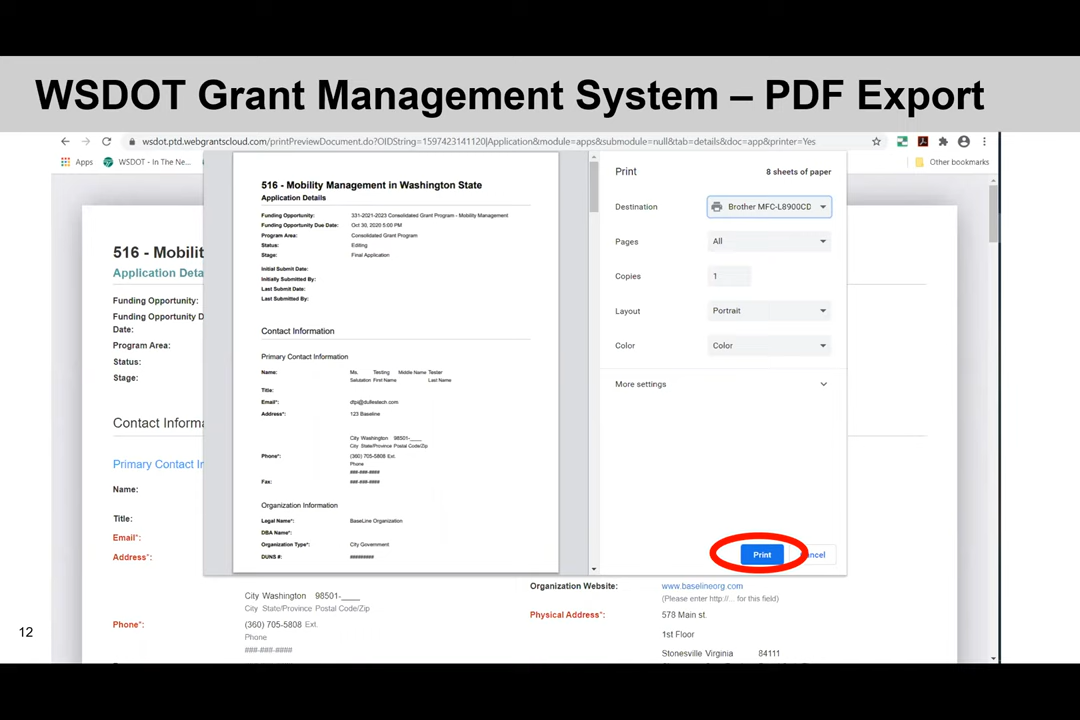 WSDOT Grant Management System – PDF Export
wsdot.ptd.webgrantscloud.com/printPreviewDocument.do?OIDString=1597423141120|Application&module=apps&submodule=null&tab=details&doc=app&printer=Yes
Apps WSDOT - In The Ne... Other bookmarks
516 - Mobility Management in Washington State
Application Details
Funding Opportunity: 331-2021-2023 Consolidated Grant Program - Mobility Management
Funding Opportunity Due Date: Oct 30, 2020 5:00 PM
Program Area: Consolidated Grant Program
Status: Editing
Stage: Final Application
Initial Submit Date:
Initially Submitted By:
Last Submit Date:
Last Submitted By:
Contact Information
Primary Contact Information
Name: Ms. Testing Middle Name Tester
Salutation First Name Last Name
Title:
Email*:
Address*: 123 Baseline
City Washington 98501-____
City State/Province Postal Code/Zip
Phone*: (360) 705-5808 Ext.
Phone
###-###-####
Fax: ###-###-####
Organization Information
Legal Name*: BaseLine Organization
DBA Name*:
Organization Type*: City Government
DUNS #: #########
Print 8 sheets of paper
Destination Brother MFC-L8900CD
Pages All
Copies 1
Layout Portrait
Color Color
More settings
Print ancel
516 - Mobilit
Application Deta
Funding Opportunity:
Funding Opportunity D
Date:
Program Area:
Status:
Stage:
Contact Informa
Primary Contact I
Name:
Title:
Email*:
Address*:
City Washington 98501-____
City State/Province Postal Code/Zip
Phone*: (360) 705-5808 Ext.
Phone
###-###-####
Organization Website: www.baselineorg.com
(Please enter http://... for this field)
Physical Address*: 578 Main st.
1st Floor
Stonesville Virginia 84111
12